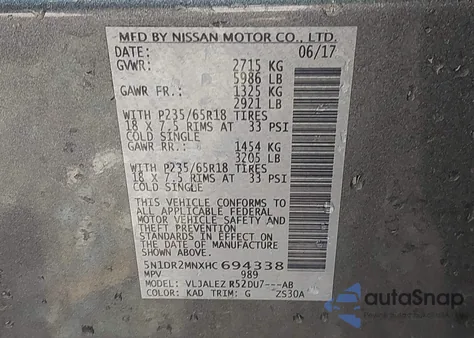 MFD BY NISSAN MOTOR CO., LTD.
DATE: 06/17
GVWR: 2715 KG
5986 LB
GAWR FR.: 1325 KG
2921 LB
WITH P235/65R18 TIRES
18 X 7.5 RIMS AT 33 PSI
COLD SINGLE
GAWR RR.: 1454 KG
3205 LB
WITH P235/65R18 TIRES
18 X 7.5 RIMS AT 33 PSI
COLD SINGLE
THIS VEHICLE CONFORMS TO
ALL APPLICABLE FEDERAL
MOTOR VEHICLE SAFETY AND
THEFT PREVENTION
STANDARDS IN EFFECT ON
THE DATE OF MANUFACTURE
SHOWN ABOVE.
5N1DR2MNXHC694338
MPV 989
MODEL: VLJALEZ R52DU7---AB
COLOR: KAD TRIM: G ZS30A
autoSnap